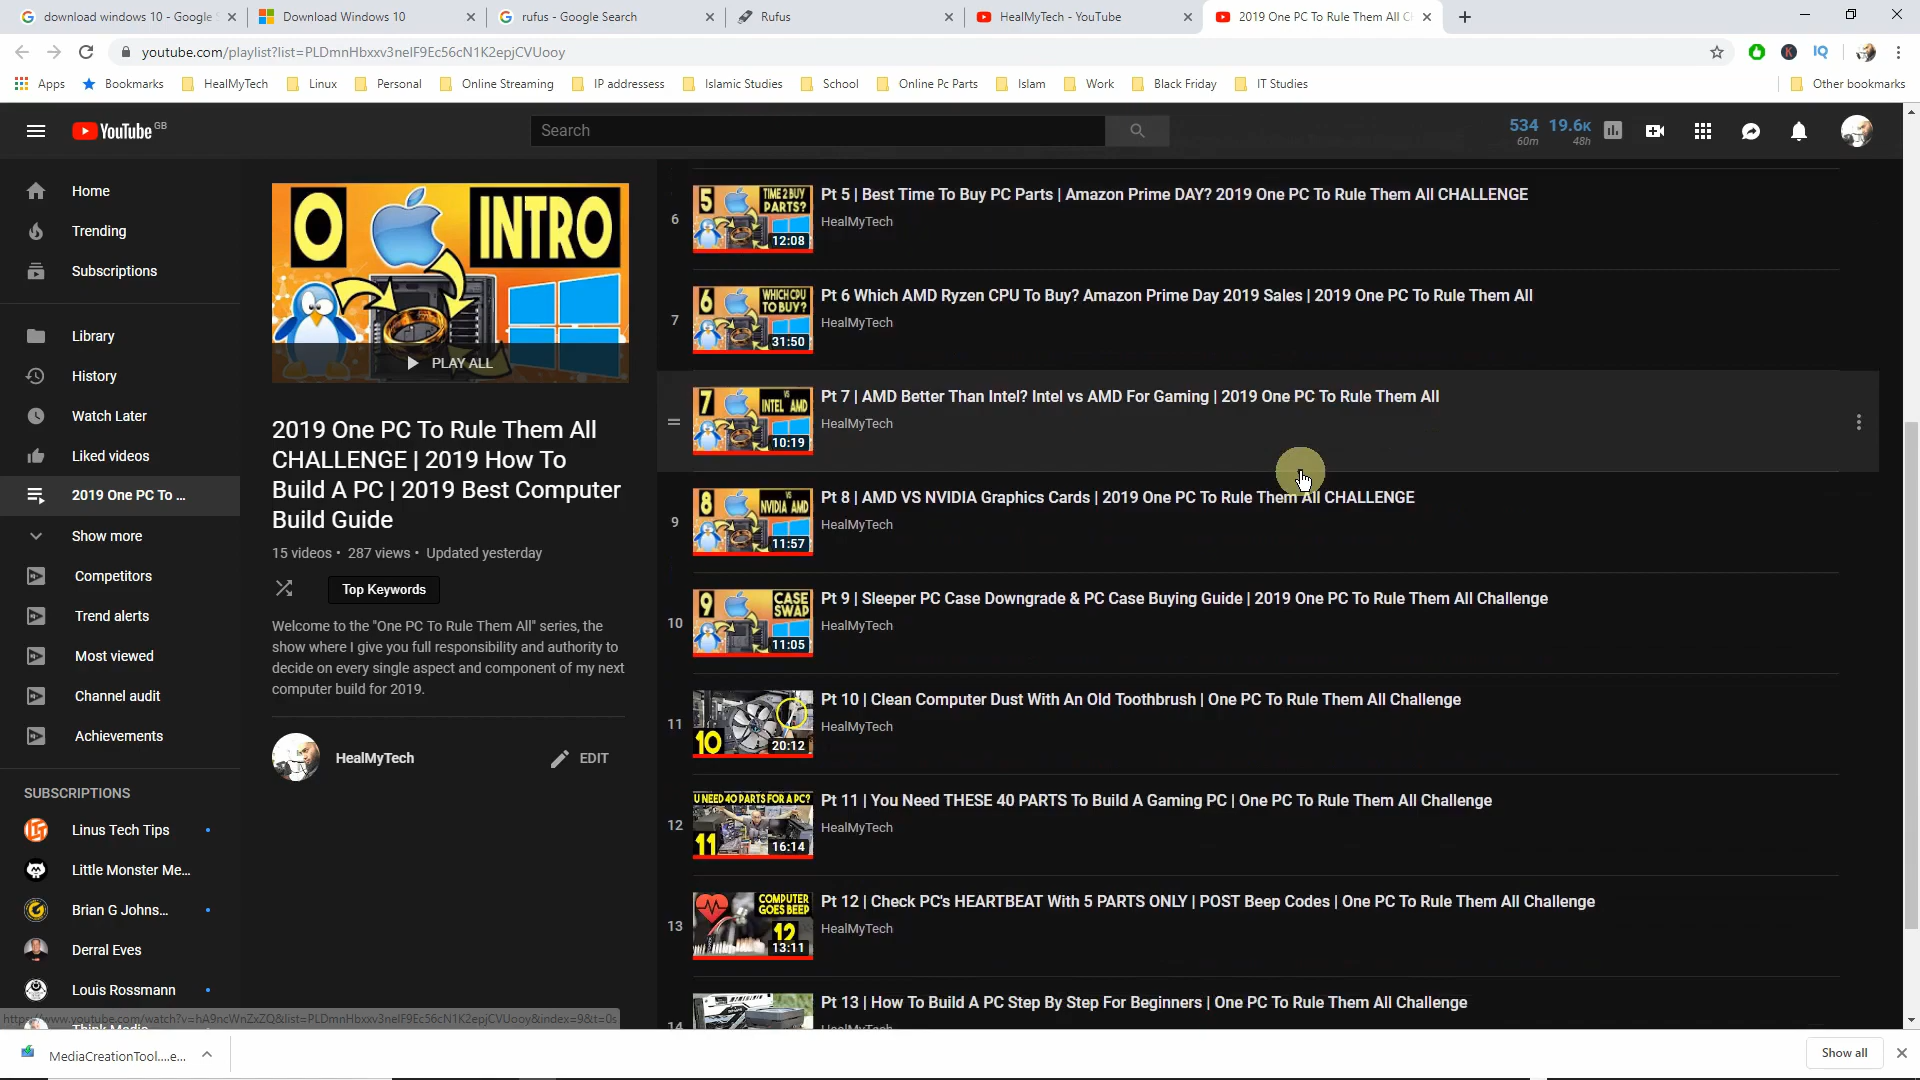 download windows 10 - Google
Download Windows 10
rufus - Google Search
Rufus
HealMyTech - YouTube
2019 One PC To Rule Them All C
youtube.com/playlist?list=PLDmnHbxxv3nelF9Ec56cN1K2epjCVUooy
Apps
Bookmarks
HealMyTech
Linux
Personal
Online Streaming
IP addressess
Islamic Studies
School
Online Pc Parts
Islam
Work
Black Friday
IT Studies
Other bookmarks
YouTube GB
Search
534 19.6K
60m 48h
Home
Trending
Subscriptions
Library
History
Watch Later
Liked videos
2019 One PC To ...
Show more
Competitors
Trend alerts
Most viewed
Channel audit
Achievements
SUBSCRIPTIONS
Linus Tech Tips
Little Monster Me...
Brian G Johns...
Derral Eves
Louis Rossmann
Think Media
https://www.youtube.com/watch?v=hA9ncWnZxZQ&list=PLDmnHbxxv3nelF9Ec56cN1K2epjCVUooy&index=9&t=0s
0 INTRO
PLAY ALL
2019 One PC To Rule Them All
CHALLENGE | 2019 How To
Build A PC | 2019 Best Computer
Build Guide
15 videos • 287 views • Updated yesterday
Top Keywords
Welcome to the "One PC To Rule Them All" series, the
show where I give you full responsibility and authority to
decide on every single aspect and component of my next
computer build for 2019.
HealMyTech
EDIT
6
5
TIME 2 BUY
PARTS?
12:08
Pt 5 | Best Time To Buy PC Parts | Amazon Prime DAY? 2019 One PC To Rule Them All CHALLENGE
HealMyTech
7
6
WHICH CPU
TO BUY?
31:50
Pt 6 Which AMD Ryzen CPU To Buy? Amazon Prime Day 2019 Sales | 2019 One PC To Rule Them All
HealMyTech
7
VS
INTEL AMD
10:19
Pt 7 | AMD Better Than Intel? Intel vs AMD For Gaming | 2019 One PC To Rule Them All
HealMyTech
9
8
VS
NVIDIA AMD
11:57
Pt 8 | AMD VS NVIDIA Graphics Cards | 2019 One PC To Rule Them All CHALLENGE
HealMyTech
10
9
CASE
SWAP
11:05
Pt 9 | Sleeper PC Case Downgrade & PC Case Buying Guide | 2019 One PC To Rule Them All Challenge
HealMyTech
11
10
20:12
Pt 10 | Clean Computer Dust With An Old Toothbrush | One PC To Rule Them All Challenge
HealMyTech
12
U NEED 40 PARTS FOR A PC?
11
16:14
Pt 11 | You Need THESE 40 PARTS To Build A Gaming PC | One PC To Rule Them All Challenge
HealMyTech
13
COMPUTER
GOES BEEP
12
13:11
Pt 12 | Check PC's HEARTBEAT With 5 PARTS ONLY | POST Beep Codes | One PC To Rule Them All Challenge
HealMyTech
14
Pt 13 | How To Build A PC Step By Step For Beginners | One PC To Rule Them All Challenge
HealMyTech
MediaCreationTool....e...
Show all